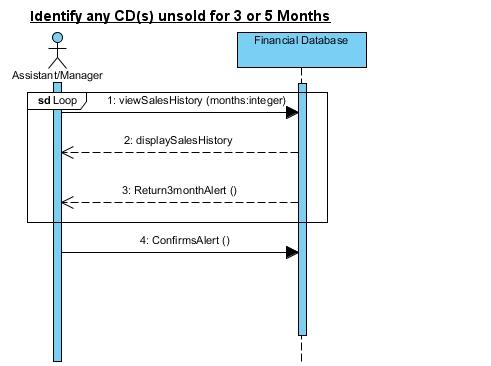 Identify any CD(s) unsold for 3 or 5 Months
Financial Database
Assistant/Manager
sd Loop
1: viewSalesHistory (months:integer)
2: displaySalesHistory
3: Return3monthAlert ()
4: ConfirmsAlert ()